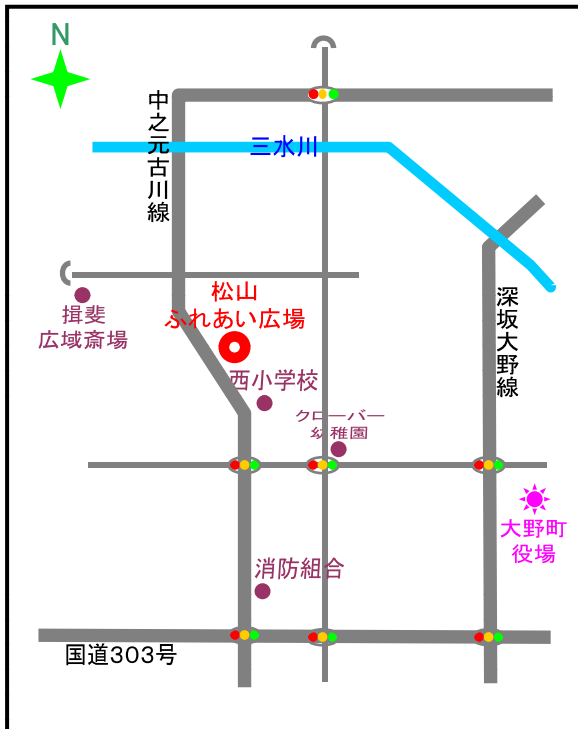 N
中之元古川線
三水川
松山
ふれあい広場
揖斐
広域斎場
深坂大野線
西小学校
クローバー
幼稚園
大野町
役場
消防組合
国道303号